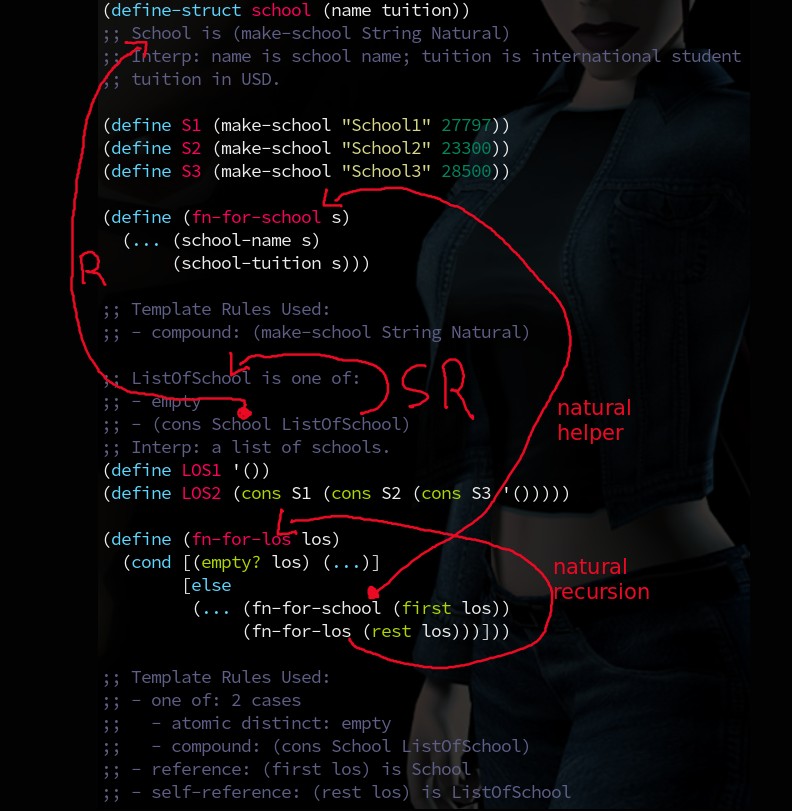 (define-struct school (name tuition))
;; School is (make-school String Natural)
;; Interp: name is school name; tuition is international student
;; tuition in USD.
(define S1 (make-school "School1" 27797))
(define S2 (make-school "School2" 23300))
(define S3 (make-school "School3" 28500))
(define (fn-for-school s)
(... (school-name s)
(school-tuition s)))
R
;; Template Rules Used:
;; - compound: (make-school String Natural)
;; ListOfSchool is one of:
;; - empty
SR
;; - (cons School ListOfSchool)
natural
helper
;; Interp: a list of schools.
(define LOS1 '())
(define LOS2 (cons S1 (cons S2 (cons S3 '()))))
(define (fn-for-los los)
(cond [(empty? los) (...)]
[else
natural
recursion
(... (fn-for-school (first los))
(fn-for-los (rest los)))]))
;; Template Rules Used:
;; - one of: 2 cases
;; - atomic distinct: empty
;; - compound: (cons School ListOfSchool)
;; - reference: (first los) is School
;; - self-reference: (rest los) is ListOfSchool